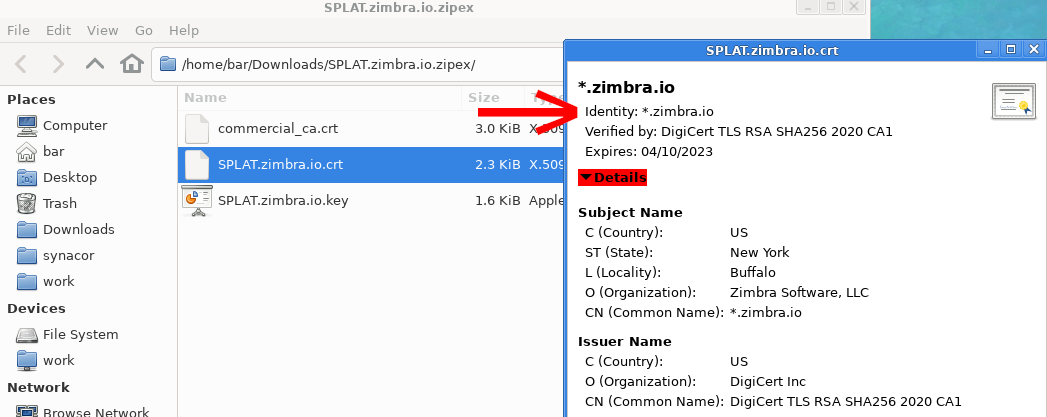 SPLAT.zimbra.io.zipex
File Edit View Go Help
/home/bar/Downloads/SPLAT.zimbra.io.zipex/
Places
Computer
bar
Desktop
Trash
Downloads
synacor
work
Devices
File System
work
Network
Browse Network
Name Size Type
commercial_ca.crt 3.0 KiB X.509
SPLAT.zimbra.io.crt 2.3 KiB X.509
SPLAT.zimbra.io.key 1.6 KiB Apple
SPLAT.zimbra.io.crt
*.zimbra.io
Identity: *.zimbra.io
Verified by: DigiCert TLS RSA SHA256 2020 CA1
Expires: 04/10/2023
Details
Subject Name
C (Country): US
ST (State): New York
L (Locality): Buffalo
O (Organization): Zimbra Software, LLC
CN (Common Name): *.zimbra.io
Issuer Name
C (Country): US
O (Organization): DigiCert Inc
CN (Common Name): DigiCert TLS RSA SHA256 2020 CA1